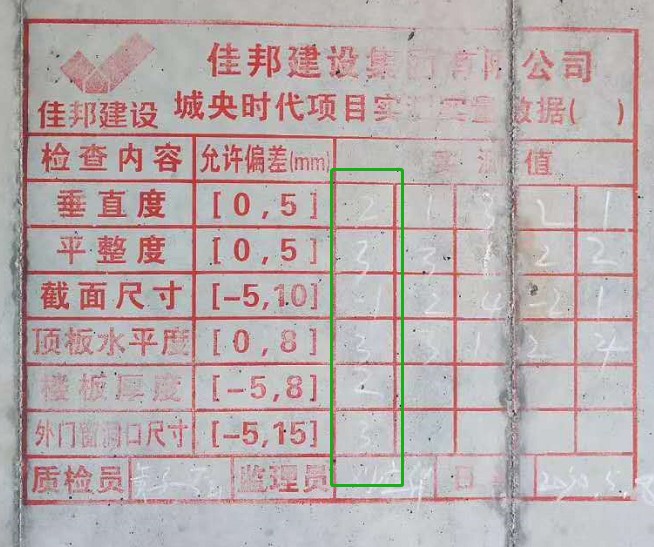 佳邦建设集团有限公司
佳邦建设
城央时代项目实测实量数据( )
检查内容 允许偏差(mm) 实测值
垂直度 [0,5] 2 1 3 2 1
平整度 [0,5] 3 3 1 2 2
截面尺寸 [-5,10] -1 2 4 -2 1
顶板水平度 [0,8] 3 3 1 2 4
楼板厚度 [-5,8] 2
外门窗洞口尺寸 [-5,15] 3
质检员 监理员 日期